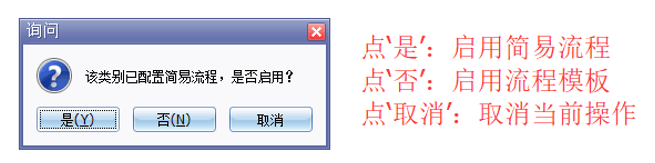 询问
该类别已配置简易流程，是否启用？
是(Y) 否(N) 取消
点‘是’：启用简易流程
点‘否’：启用流程模板
点‘取消’：取消当前操作